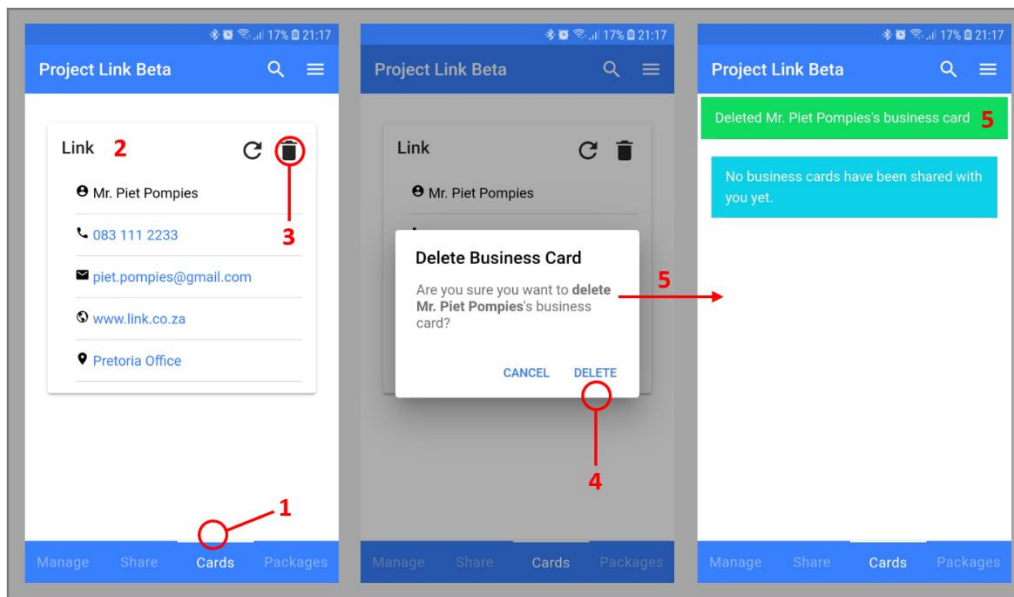 17% 21:17
Project Link Beta
Link 2
Mr. Piet Pompies
083 111 2233
3
piet.pompies@gmail.com
www.link.co.za
Pretoria Office
1
Manage Share Cards Packages
17% 21:17
Project Link Beta
Link
Mr. Piet Pompies
Delete Business Card
Are you sure you want to delete
Mr. Piet Pompies's business
card?
5
CANCEL DELETE
4
Manage Share Cards Packages
17% 21:17
Project Link Beta
Deleted Mr. Piet Pompies's business card 5
No business cards have been shared with
you yet.
Manage Share Cards Packages